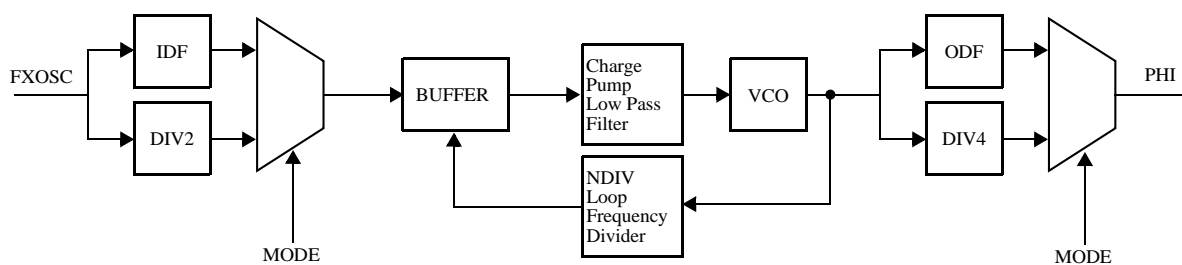 FXOSC
IDF
DIV2
MODE
BUFFER
Charge
Pump
Low Pass
Filter
NDIV
Loop
Frequency
Divider
VCO
ODF
DIV4
MODE
PHI